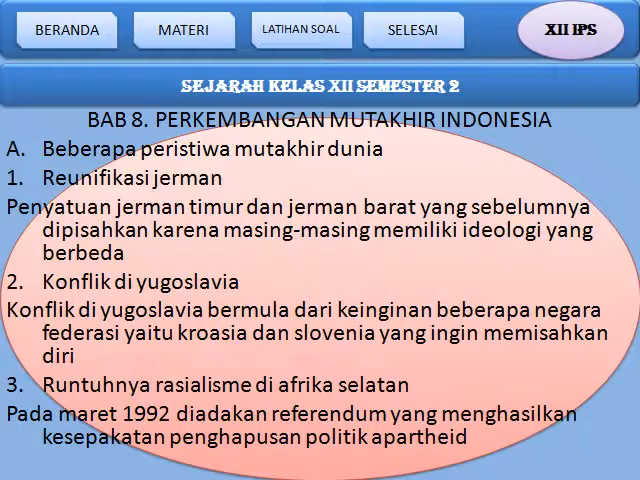 BERANDA
MATERI
LATIHAN SOAL
SELESAI
XII IPS
SEJARAH KELAS XII SEMESTER 2
BAB 8. PERKEMBANGAN MUTAKHIR INDONESIA
A. Beberapa peristiwa mutakhir dunia
1. Reunifikasi jerman
Penyatuan jerman timur dan jerman barat yang sebelumnya
dipisahkan karena masing-masing memiliki ideologi yang
berbeda
2. Konflik di yugoslavia
Konflik di yugoslavia bermula dari keinginan beberapa negara
federasi yaitu kroasia dan slovenia yang ingin memisahkan
diri
3. Runtuhnya rasialisme di afrika selatan
Pada maret 1992 diadakan referendum yang menghasilkan
kesepakatan penghapusan politik apartheid